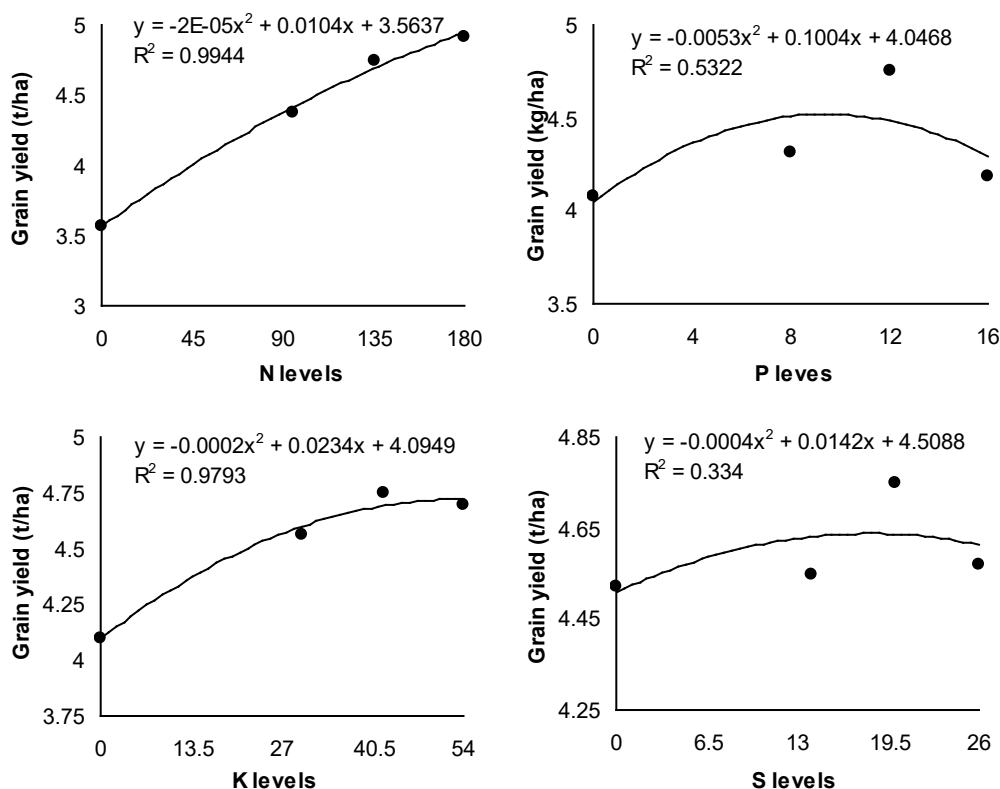 y = -2E-05x² + 0.0104x + 3.5637
R² = 0.9944
Grain yield (t/ha)
5
4.5
4
3.5
3
0 45 90 135 180
N levels
y = -0.0053x² + 0.1004x + 4.0468
R² = 0.5322
Grain yield (kg/ha)
5
4.5
4
3.5
0 4 8 12 16
P leves
y = -0.0002x² + 0.0234x + 4.0949
R² = 0.9793
Grain yield (t/ha)
5
4.75
4.5
4.25
4
3.75
0 13.5 27 40.5 54
K levels
y = -0.0004x² + 0.0142x + 4.5088
R² = 0.334
Grain yield (t/ha)
4.85
4.65
4.45
4.25
0 6.5 13 19.5 26
S levels